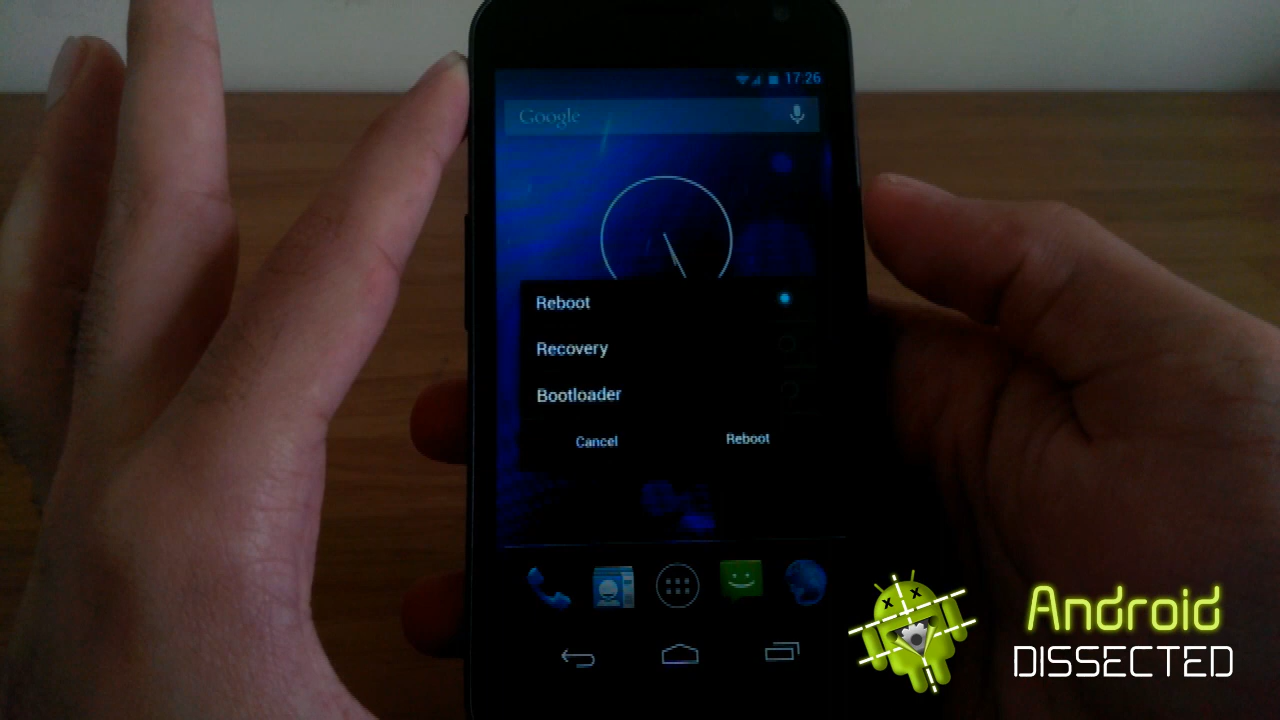 17:26
Google
Reboot
Recovery
Bootloader
Cancel Reboot
Android
DISSECTED